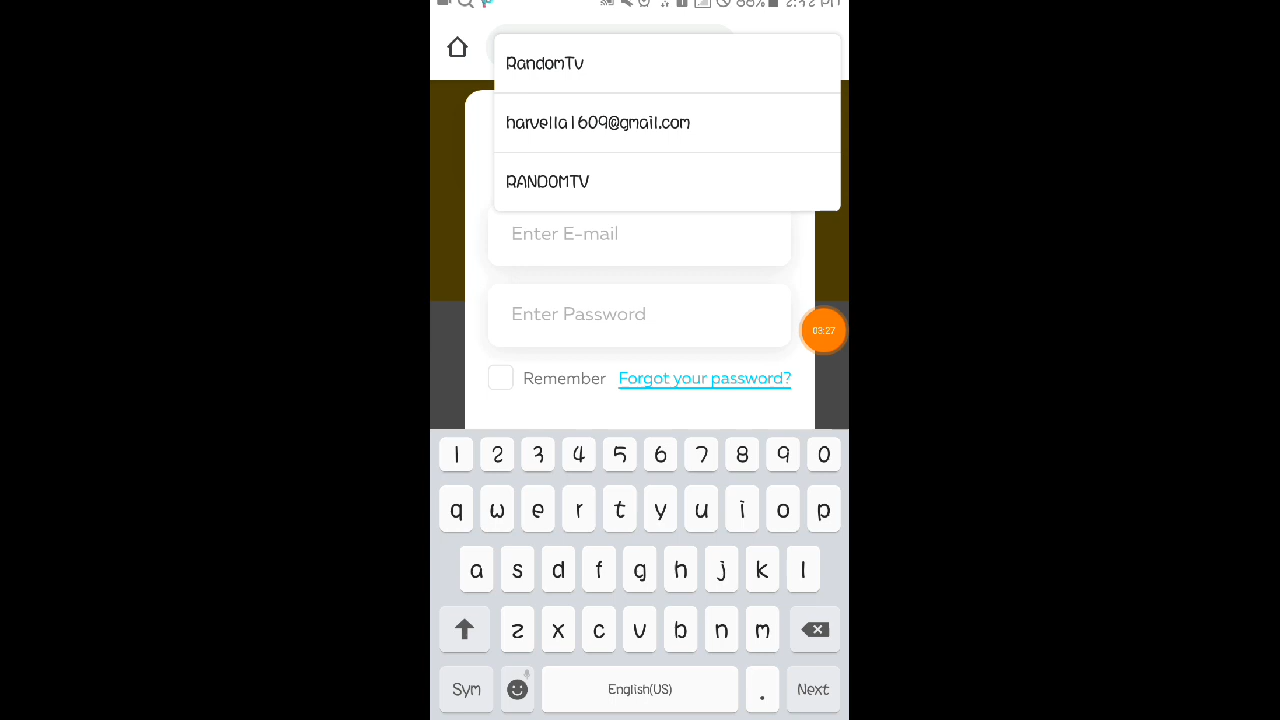 RandomTv
harvella1609@gmail.com
RANDOMTV
Enter E-mail
Enter Password
03:27
Remember Forgot your password?
1 2 3 4 5 6 7 8 9 0
q w e r t y u i o p
a s d f g h j k l
z x c v b n m
Sym English(US) . Next